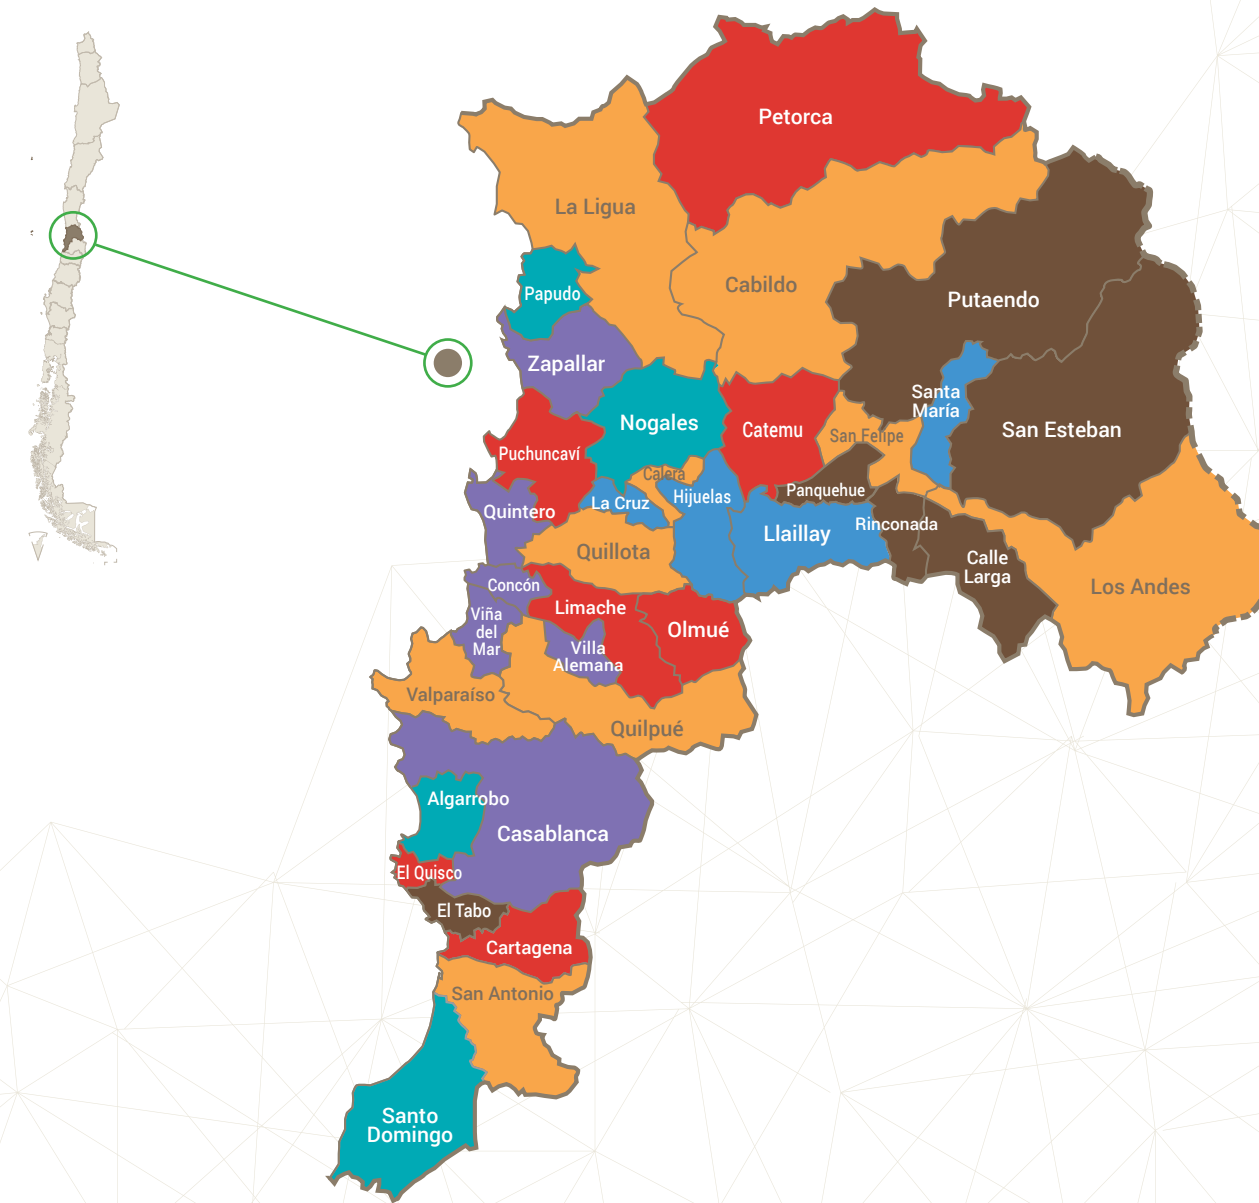 Petorca
La Ligua
Cabildo
Papudo
Putaendo
Zapallar
Santa
María
Nogales
Catemu
San Felipe
San Esteban
Puchuncaví
Calera
Panquehue
La Cruz
Hijuelas
Quintero
Llaillay
Rinconada
Quillota
Calle
Larga
Los Andes
Concón
Limache
Viña
del
Mar
Olmué
Villa
Alemana
Valparaíso
Quilpué
Algarrobo
Casablanca
El Quisco
El Tabo
Cartagena
San Antonio
Santo
Domingo